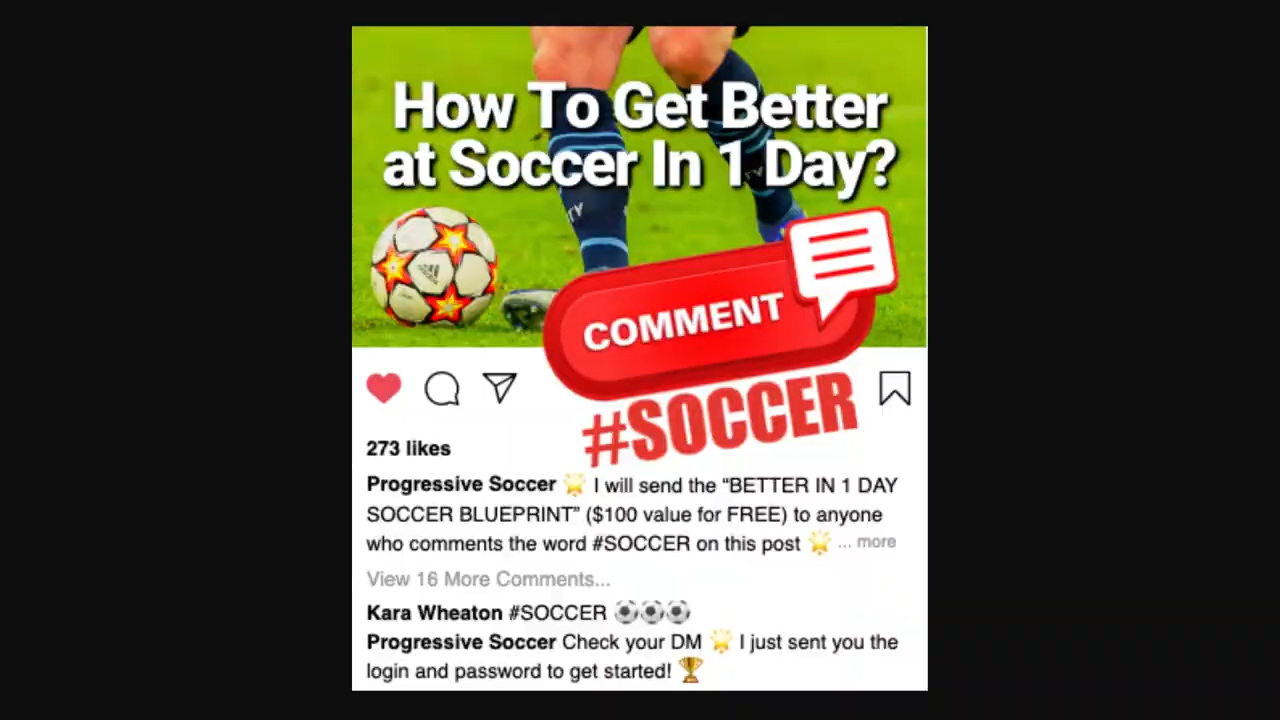 How To Get Better
at Soccer In 1 Day?
COMMENT
#SOCCER
273 likes
Progressive Soccer 🌟 I will send the “BETTER IN 1 DAY
SOCCER BLUEPRINT” ($100 value for FREE) to anyone
who comments the word #SOCCER on this post 🌟 ... more
View 16 More Comments...
Kara Wheaton #SOCCER ⚽⚽⚽
Progressive Soccer Check your DM 🌟 I just sent you the
login and password to get started! 🏆